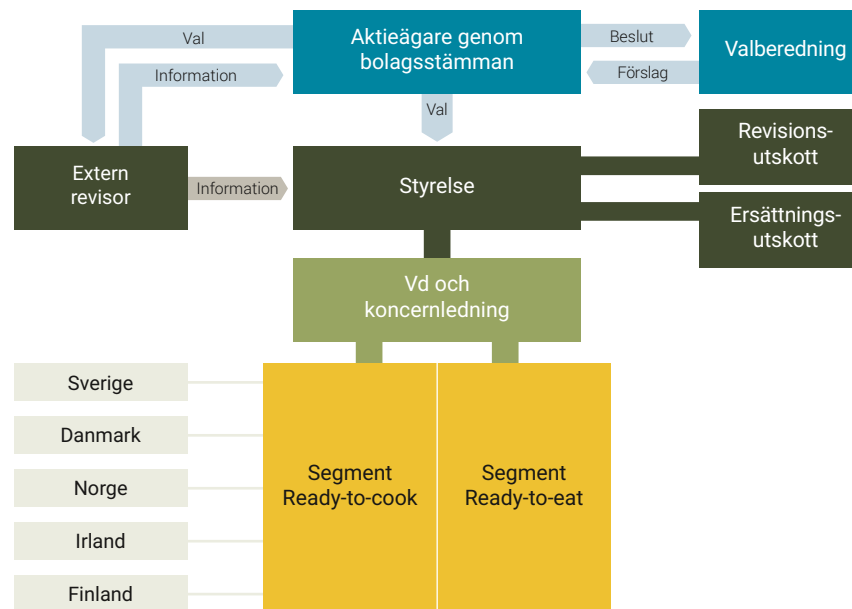 Val
Aktieägare genom
bolagsstämman
Beslut
Valberedning
Information
Förslag
Val
Extern
revisor
Information
Styrelse
Revisions-
utskott
Ersättnings-
utskott
Vd och
koncernledning
Sverige
Danmark
Norge
Irland
Finland
Segment
Ready-to-cook
Segment
Ready-to-eat